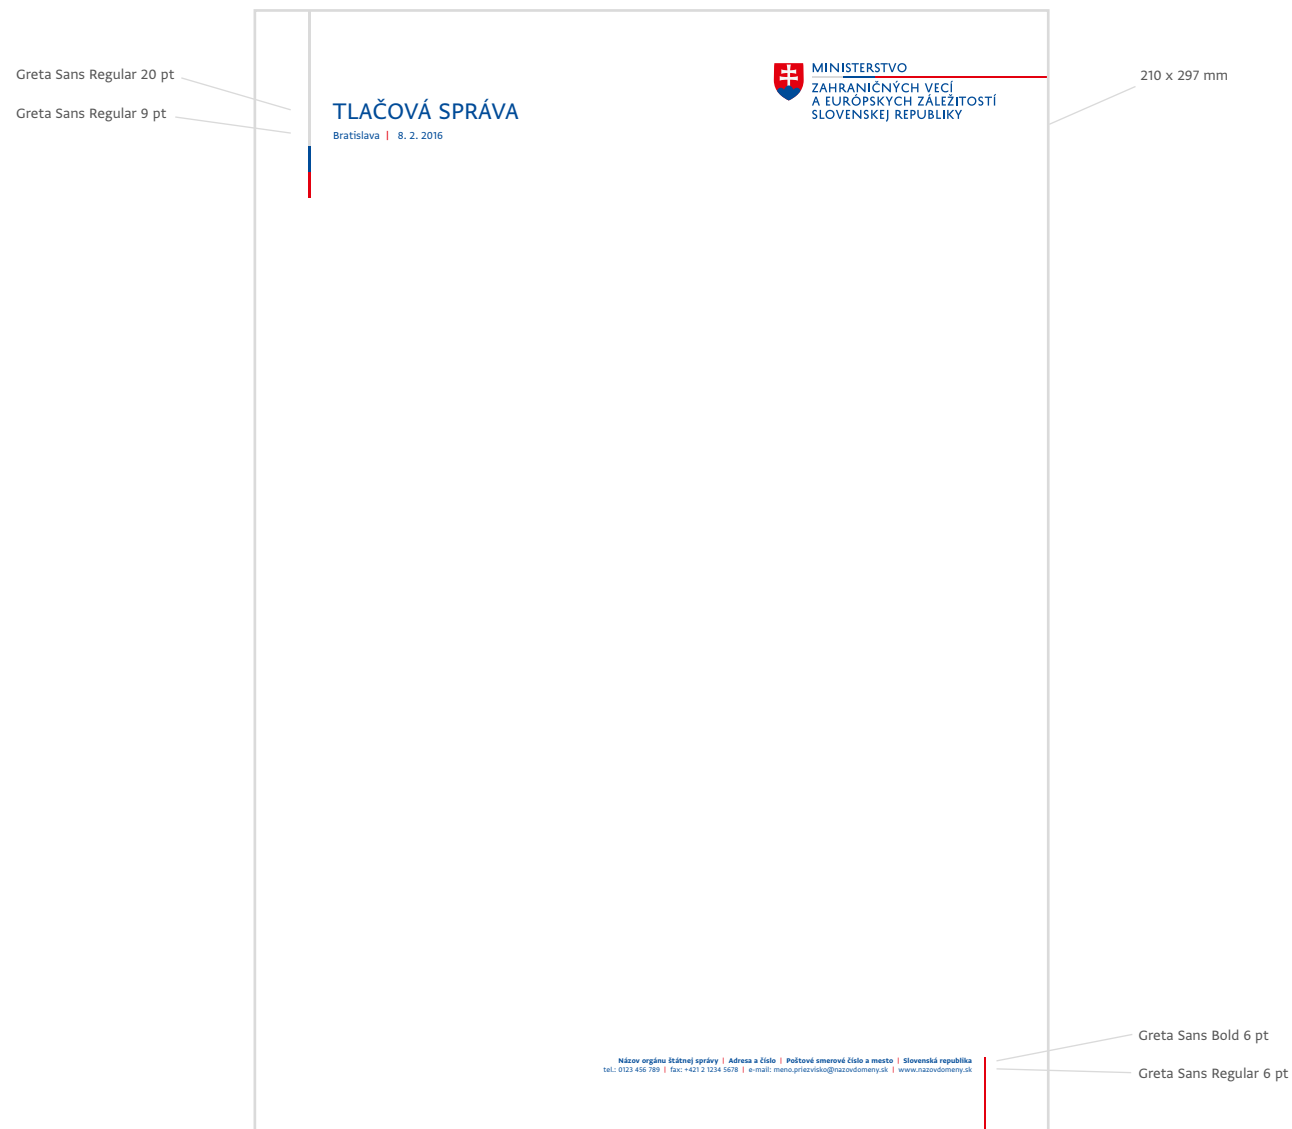 Greta Sans Regular 20 pt
Greta Sans Regular 9 pt
TLAČOVÁ SPRÁVA
Bratislava | 8. 2. 2016
MINISTERSTVO
ZAHRANIČNÝCH VECÍ
A EURÓPSKYCH ZÁLEŽITOSTÍ
SLOVENSKEJ REPUBLIKY
210 x 297 mm
Názov orgánu štátnej správy | Adresa a číslo | Poštové smerové číslo a mesto | Slovenská republika
tel.: 0123 456 789 | fax: +421 2 1234 5678 | e-mail: meno.priezvisko@nazovdomeny.sk | www.nazovdomeny.sk
Greta Sans Bold 6 pt
Greta Sans Regular 6 pt